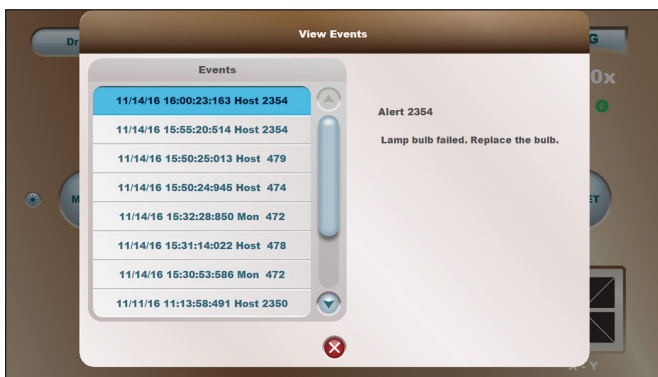 View Events
Dr
G
Events
0x
11/14/16 16:00:23:163 Host 2354
Alert 2354
G
11/14/16 15:55:20:514 Host 2354
Lamp bulb failed. Replace the bulb.
11/14/16 15:50:25:013 Host 479
11/14/16 15:50:24:945 Host 474
M
ET
11/14/16 15:32:28:850 Mon 472
11/14/16 15:31:14:022 Host 478
11/14/16 15:30:53:586 Mon 472
11/11/16 11:13:58:491 Host 2350
X - Y